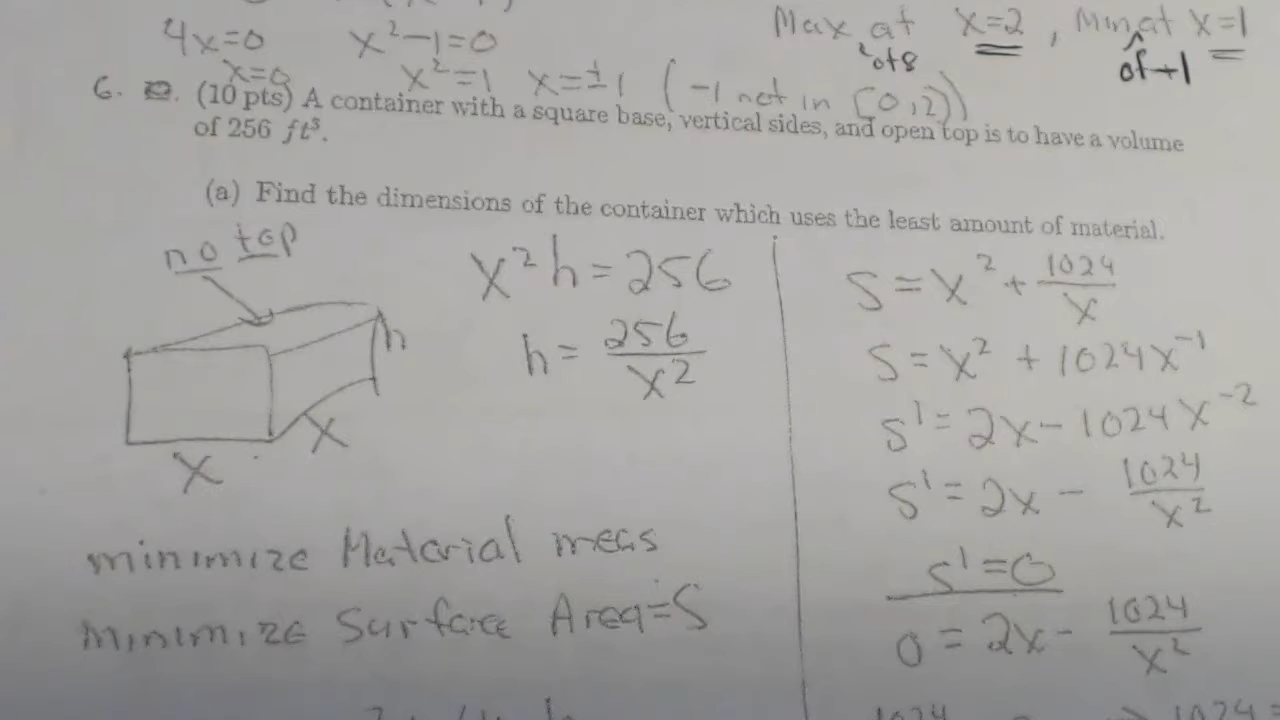 4x=0
x²-1=0
Max at x=2, Min at x=1
of 8
of +1
x=0
x²=1 x=±1 (-1 not in [0,2])
6. (10 pts) A container with a square base, vertical sides, and open top is to have a volume
of 256 ft³.
(a) Find the dimensions of the container which uses the least amount of material.
no top
h
x
x
x²h=256
h=256/x²
minimize Material meas
minimize Surface Area=S
S=x²+1024/x
S=x²+1024x⁻¹
S'=2x-1024x⁻²
S'=2x-1024/x²
S'=0
0=2x-1024/x²